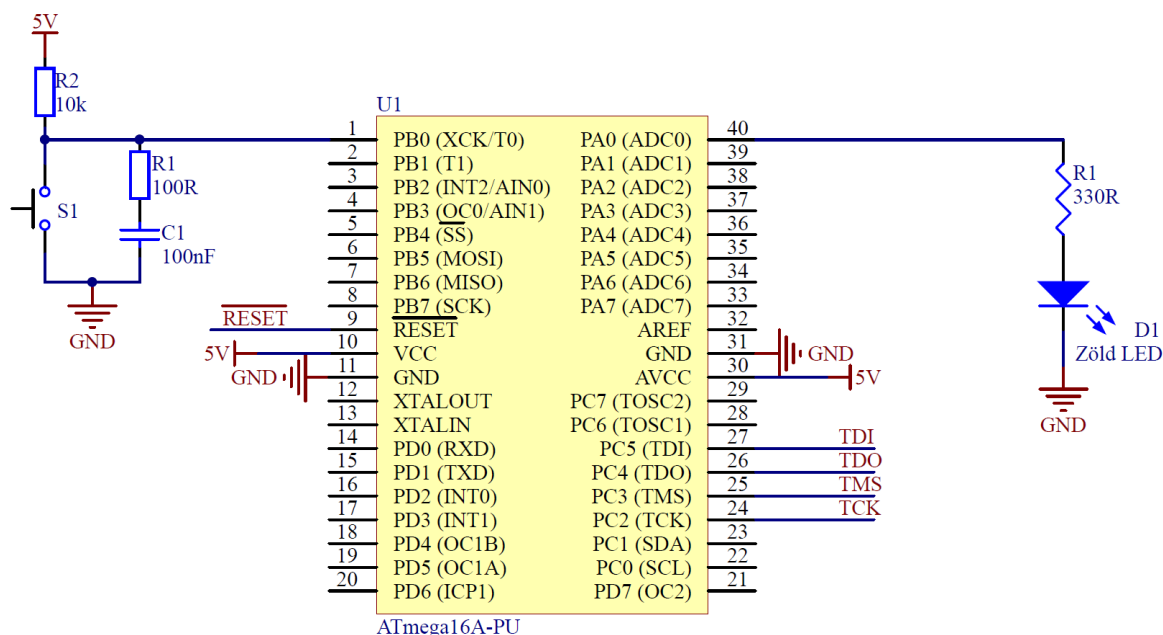 5V
R2
10k
R1
100R
S1
C1
100nF
GND
RESET
5V
GND
U1
1 PB0 (XCK/T0)
2 PB1 (T1)
3 PB2 (INT2/AIN0)
4 PB3 (OC0/AIN1)
5 PB4 (SS)
6 PB5 (MOSI)
7 PB6 (MISO)
8 PB7 (SCK)
9 RESET
10 VCC
11 GND
12 XTALOUT
13 XTALIN
14 PD0 (RXD)
15 PD1 (TXD)
16 PD2 (INT0)
17 PD3 (INT1)
18 PD4 (OC1B)
19 PD5 (OC1A)
20 PD6 (ICP1)
PA0 (ADC0) 40
PA1 (ADC1) 39
PA2 (ADC2) 38
PA3 (ADC3) 37
PA4 (ADC4) 36
PA5 (ADC5) 35
PA6 (ADC6) 34
PA7 (ADC7) 33
AREF 32
GND 31
AVCC 30
PC7 (TOSC2) 29
PC6 (TOSC1) 28
PC5 (TDI) 27
PC4 (TDO) 26
PC3 (TMS) 25
PC2 (TCK) 24
PC1 (SDA) 23
PC0 (SCL) 22
PD7 (OC2) 21
ATmega16A-PU
GND
5V
TDI
TDO
TMS
TCK
R1
330R
D1
Zöld LED
GND